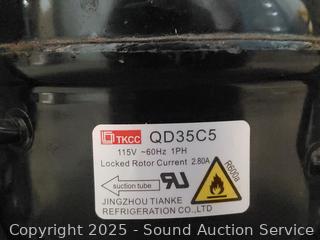 TKCC QD35C5
115V ~60Hz 1PH
Locked Rotor Current 2.80A
suction tube
R600a
JINGZHOU TIANKE
REFRIGERATION CO.,LTD
Copyright 2025 - Sound Auction Service